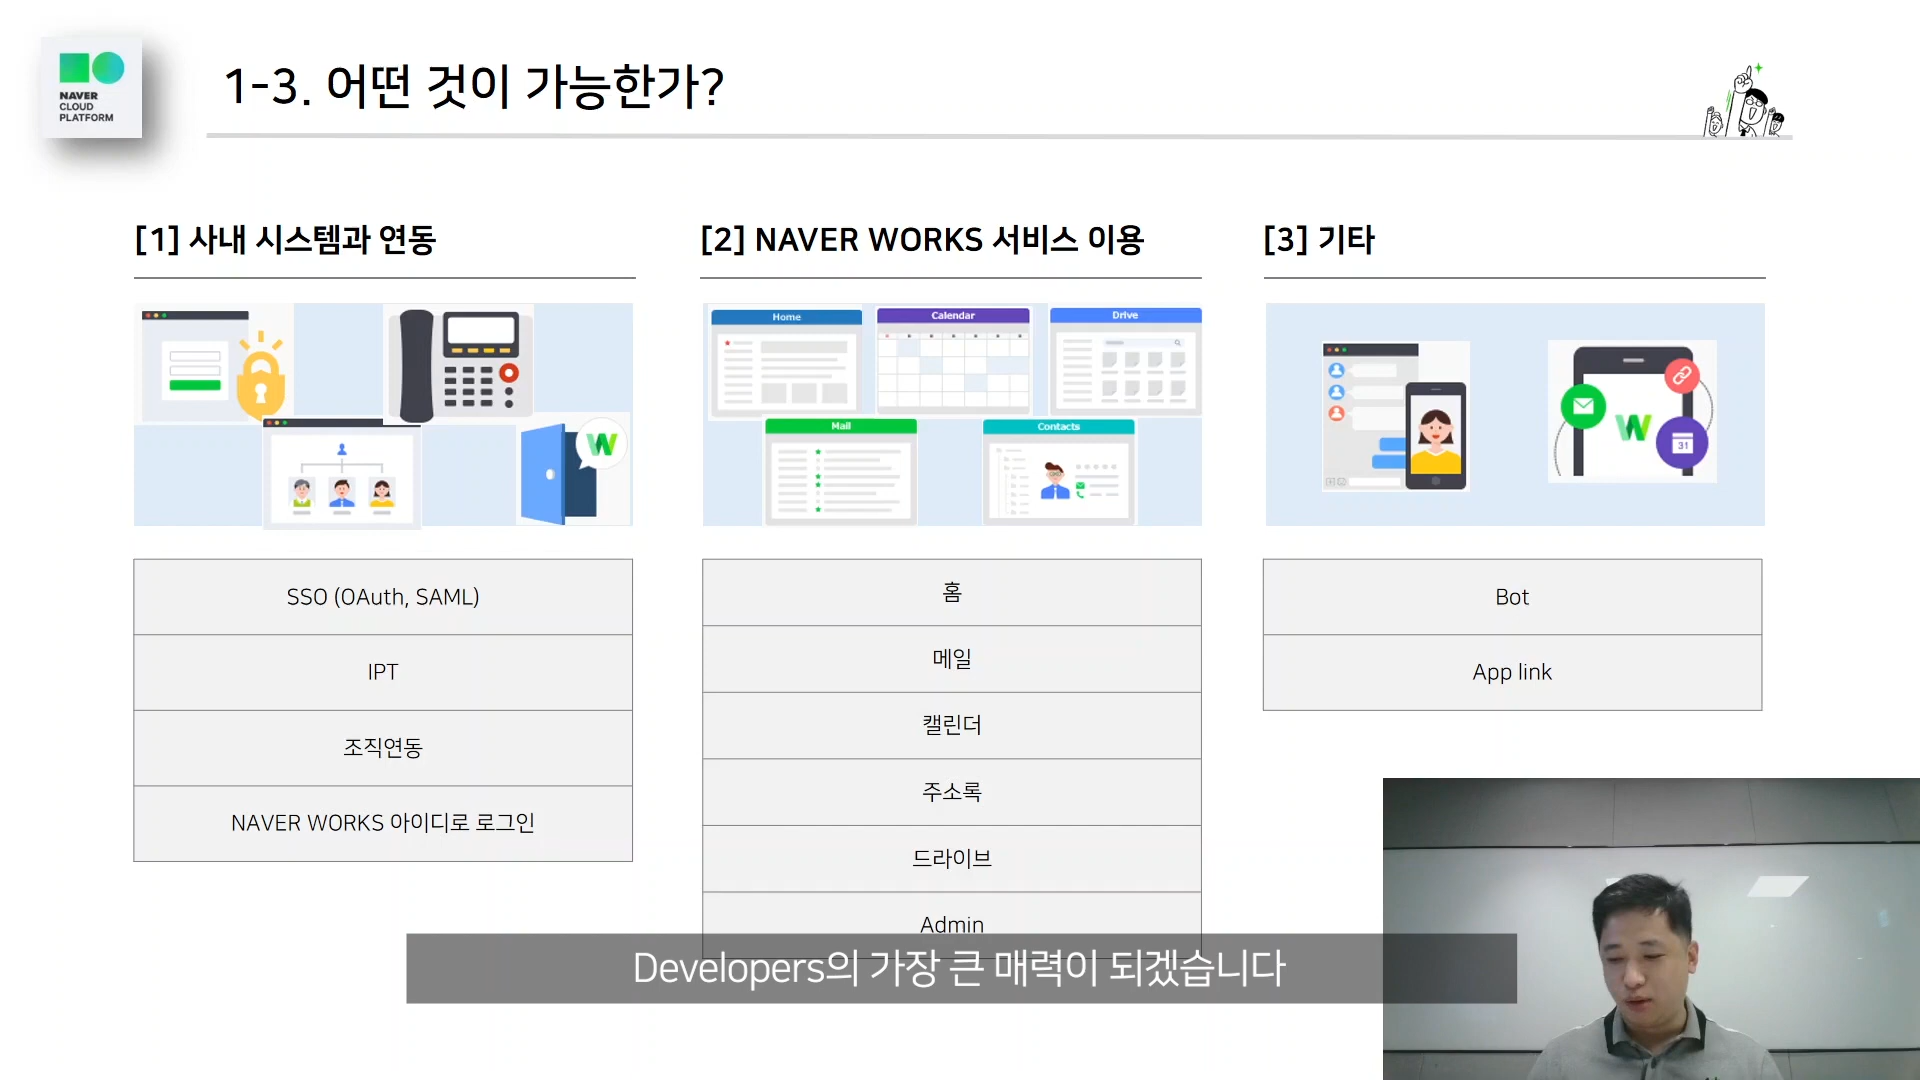 NAVER
CLOUD
PLATFORM
1-3. 어떤 것이 가능한가?
[1] 사내 시스템과 연동
SSO (OAuth, SAML)
IPT
조직연동
NAVER WORKS 아이디로 로그인
[2] NAVER WORKS 서비스 이용
Home
Calendar
Drive
Mail
Contacts
홈
메일
캘린더
주소록
드라이브
Admin
[3] 기타
W
W
31
Bot
App link
Developers의 가장 큰 매력이 되겠습니다